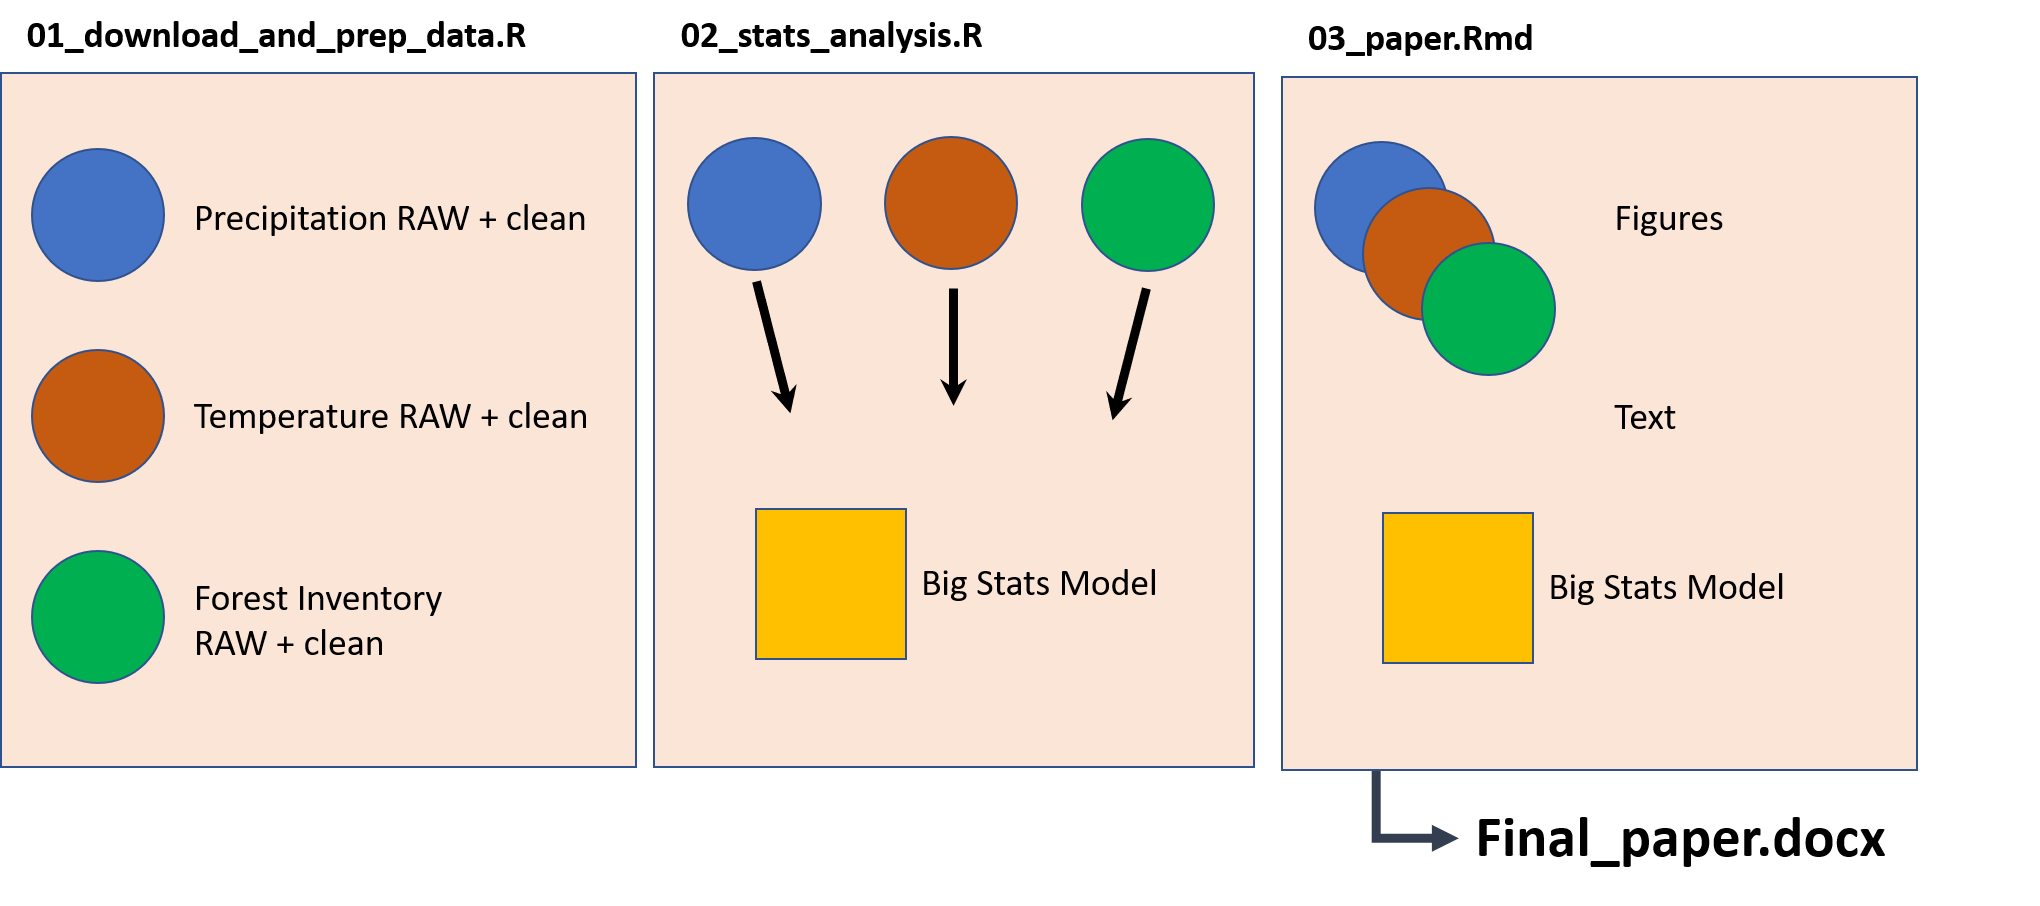 01_download_and_prep_data.R
02_stats_analysis.R
03_paper.Rmd
Precipitation RAW + clean
Temperature RAW + clean
Forest Inventory
RAW + clean
Big Stats Model
Figures
Text
Big Stats Model
Final_paper.docx